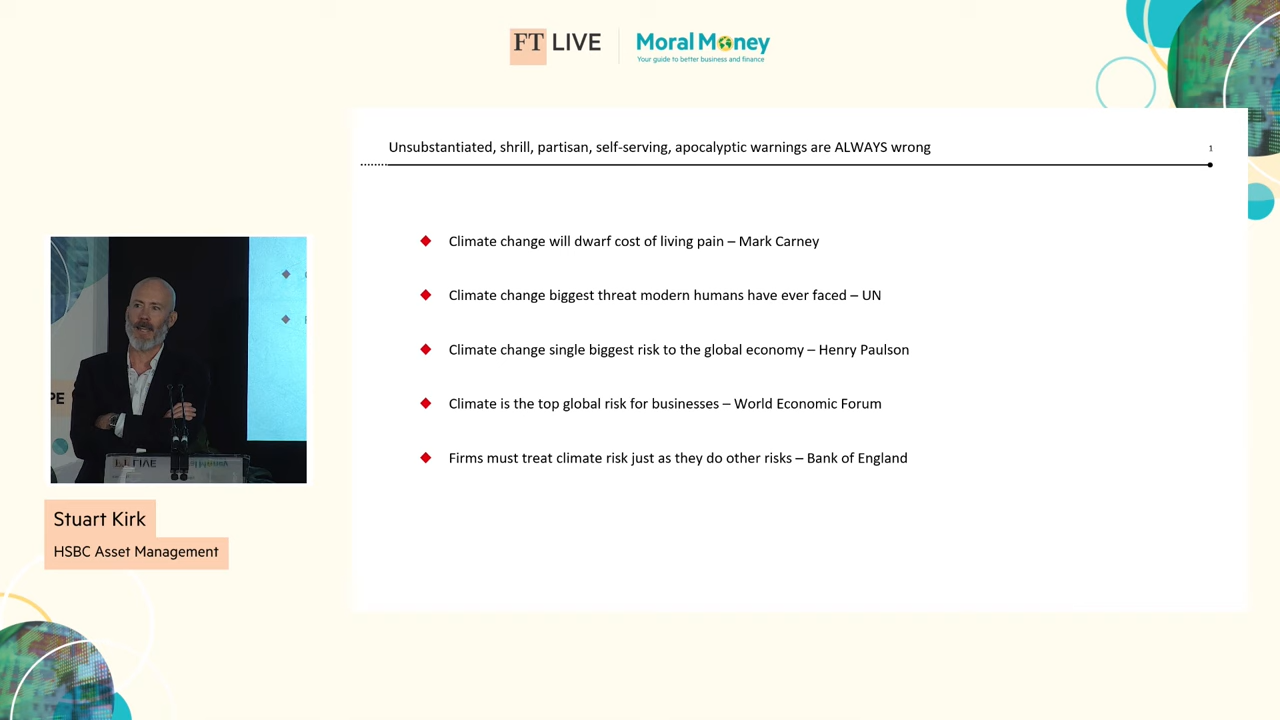 FT LIVE
Moral Money
Your guide to better business and finance
Unsubstantiated, shrill, partisan, self-serving, apocalyptic warnings are ALWAYS wrong
1
Climate change will dwarf cost of living pain – Mark Carney
Climate change biggest threat modern humans have ever faced – UN
Climate change single biggest risk to the global economy – Henry Paulson
Climate is the top global risk for businesses – World Economic Forum
Firms must treat climate risk just as they do other risks – Bank of England
PE
FT LIVE
Stuart Kirk
HSBC Asset Management